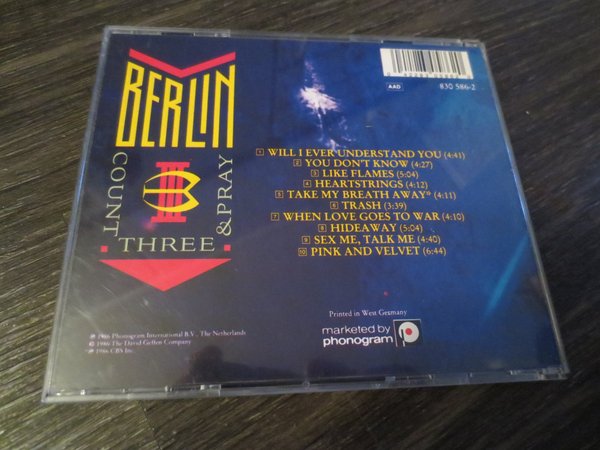 BERLIN
COUNT
THREE
& PRAY
AAD
830 586-2
1 WILL I EVER UNDERSTAND YOU (4:41)
2 YOU DON'T KNOW (4:27)
3 LIKE FLAMES (5:04)
4 HEARTSTRINGS (4:12)
5 TAKE MY BREATH AWAY* (4:11)
6 TRASH (3:39)
7 WHEN LOVE GOES TO WAR (4:10)
8 HIDEAWAY (5:04)
9 SEX ME, TALK ME (4:40)
10 PINK AND VELVET (6:44)
Printed in West Germany
marketed by
phonogram
℗ 1986 Phonogram International B.V., The Netherlands
© 1986 The David Geffen Company
℗ 1986 CBS Inc.